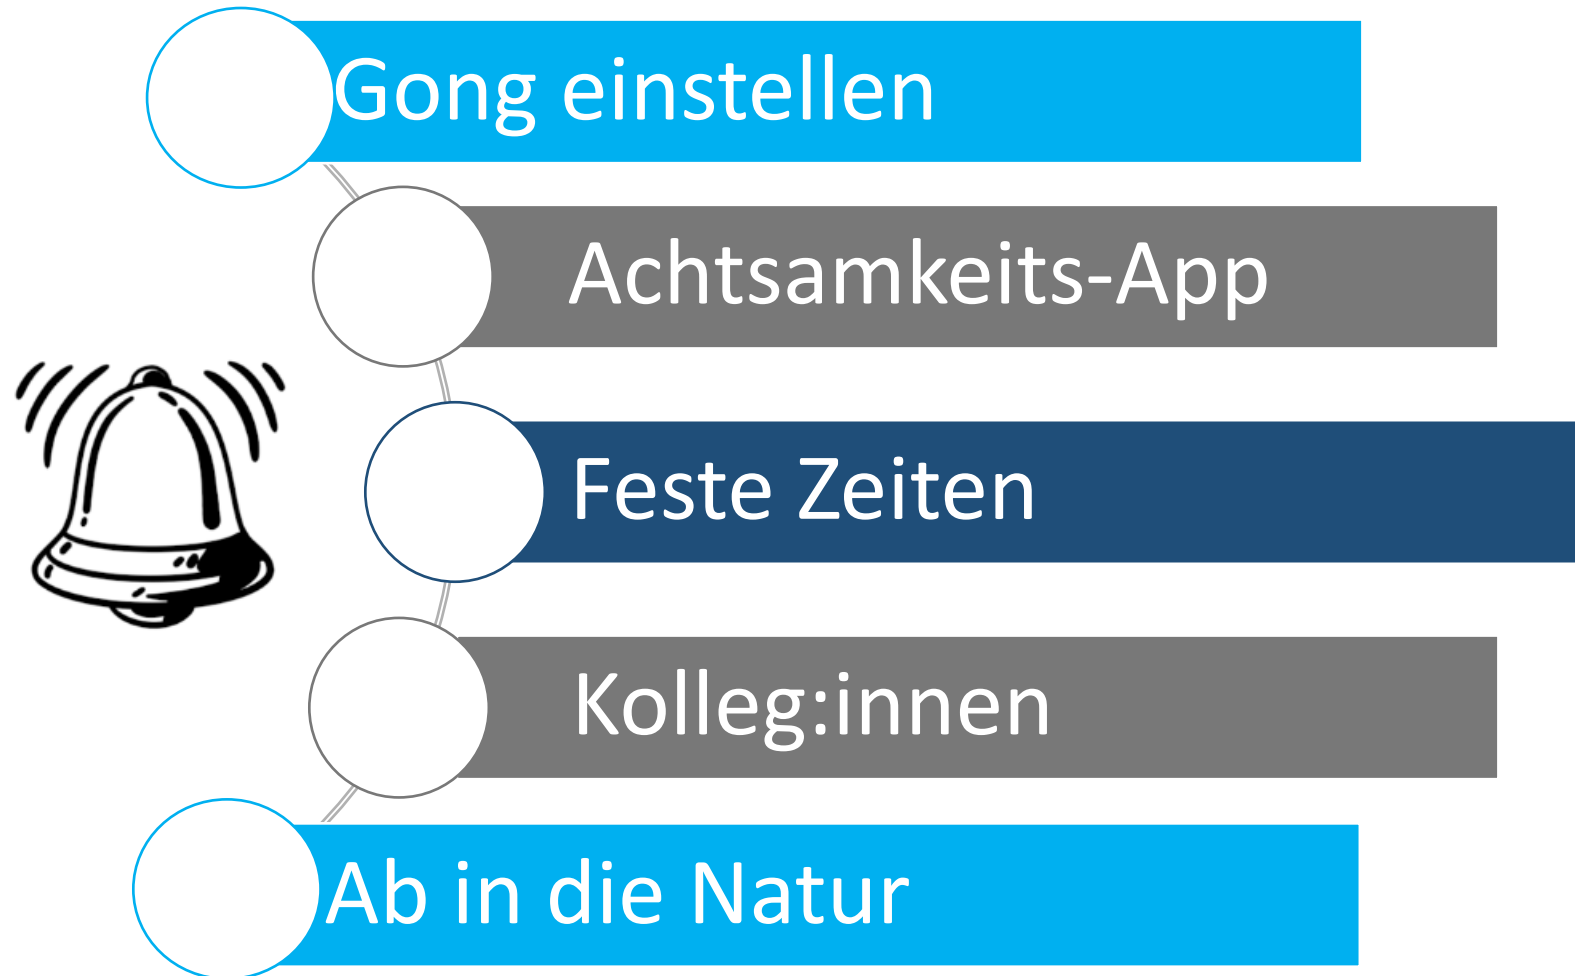 Gong einstellen
Achtsamkeits-App
Feste Zeiten
Kolleg:innen
Ab in die Natur